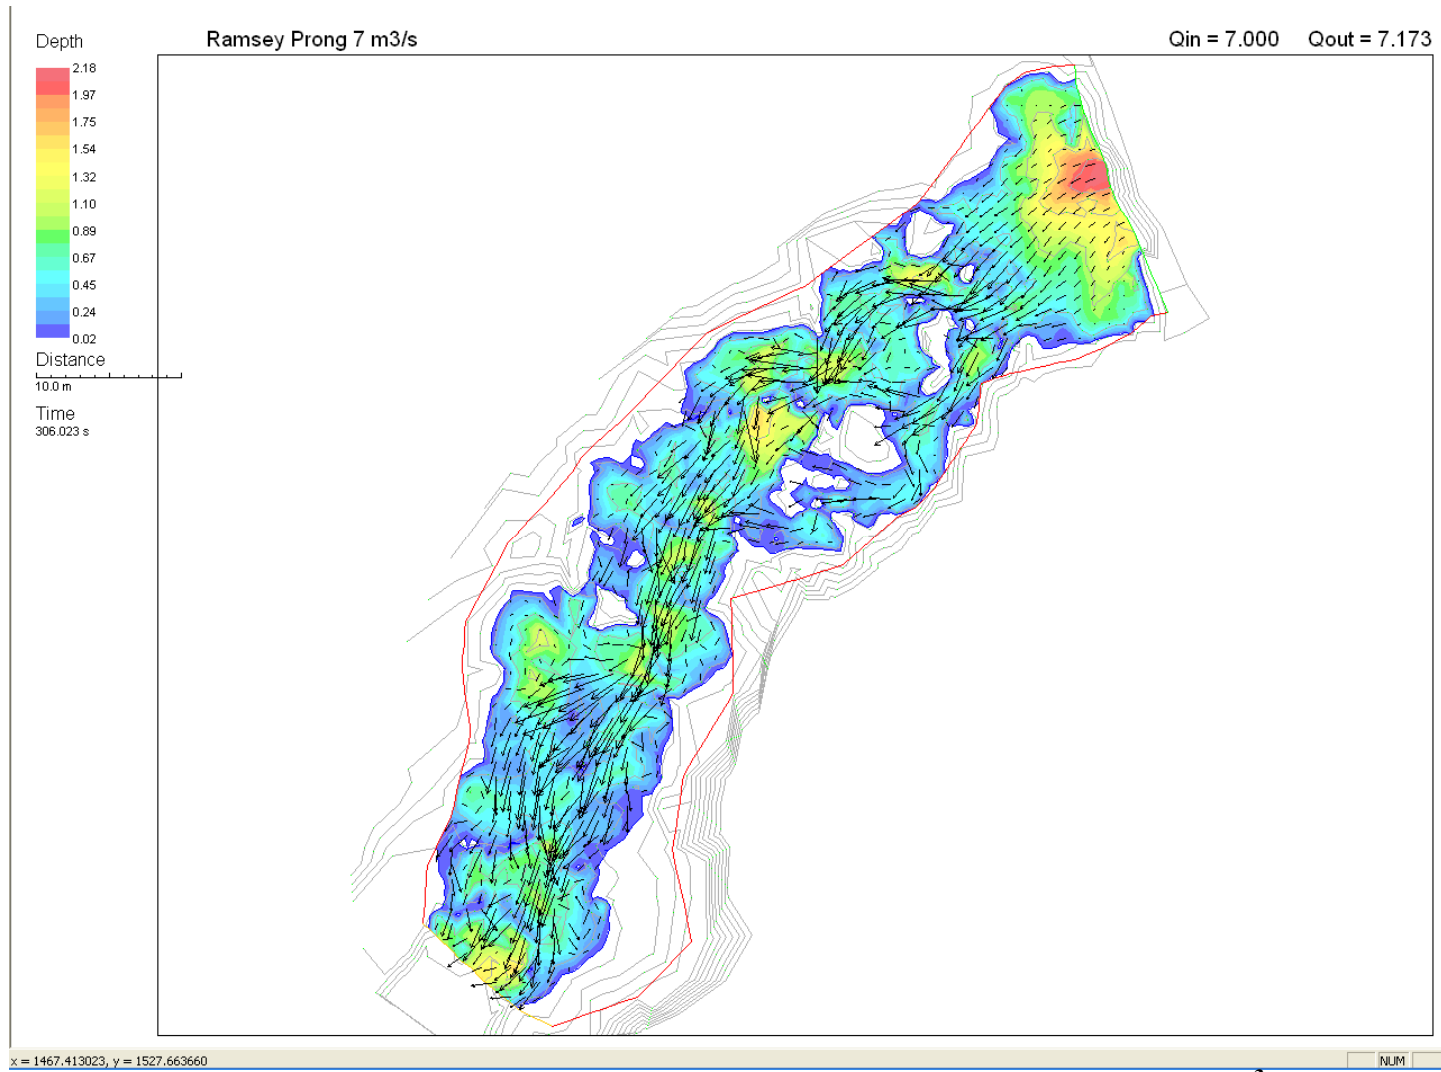 Depth
Ramsey Prong 7 m3/s
Qin = 7.000 Qout = 7.173
2.18
1.97
1.75
1.54
1.32
1.10
0.89
0.67
0.45
0.24
0.02
Distance
10.0 m
Time
306.023 s
x = 1467.413023, y = 1527.663660
NUM